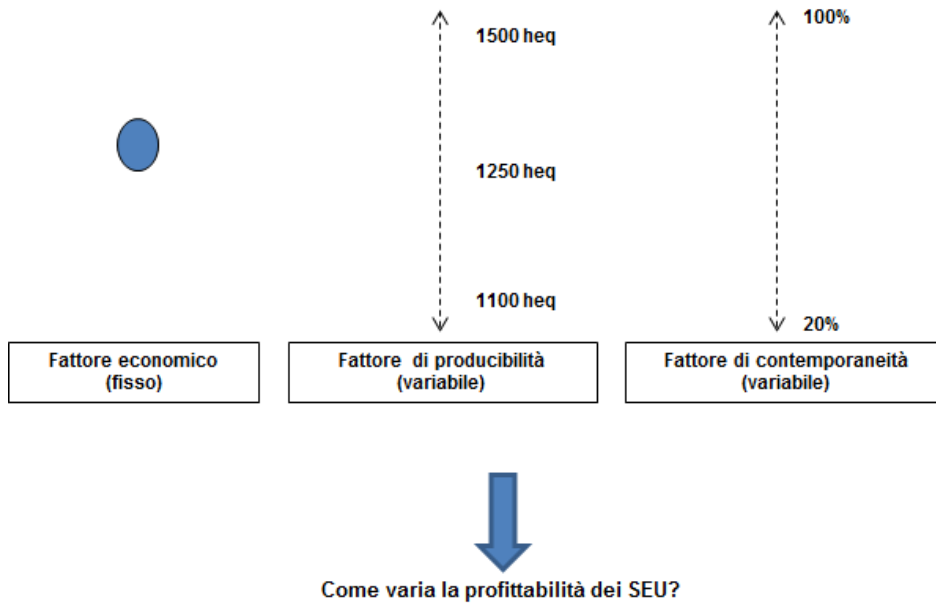 100%
1500 heq
1250 heq
1100 heq
20%
Fattore economico
(fisso)
Fattore di producibilità
(variabile)
Fattore di contemporaneità
(variabile)
Come varia la profittabilità dei SEU?